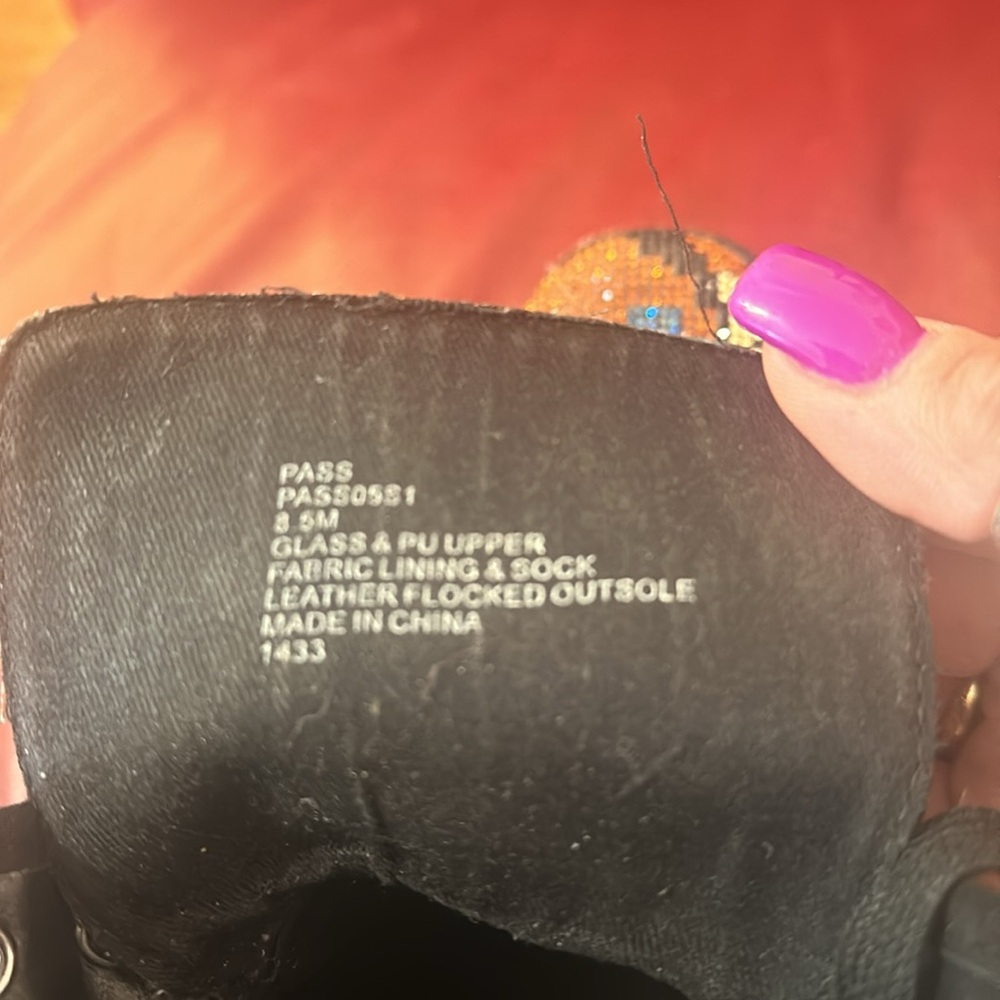 PASS
PASS05S1
8.5M
GLASS & PU UPPER
FABRIC LINING & SOCK
LEATHER FLOCKED OUTSOLE
MADE IN CHINA
1433